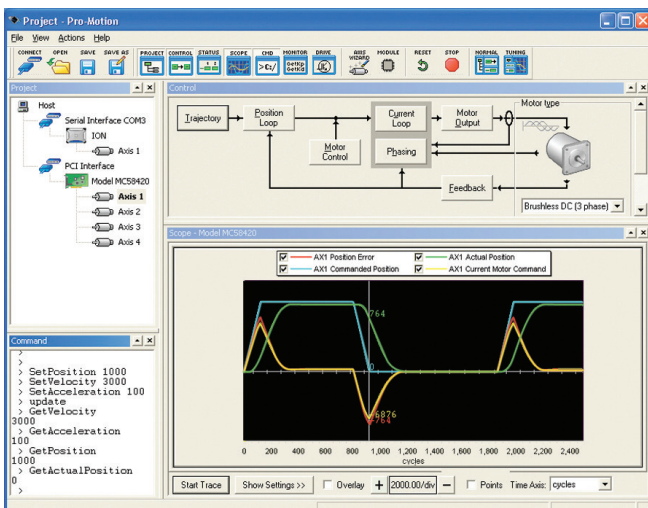 Project - Pro-Motion
File View Actions Help
CONNECT OPEN SAVE SAVE AS PROJECT CONTROL STATUS SCOPE CMD MONITOR DRIVE AXIS WIZARD MODULE RESET STOP NORMAL TUNING
>C:/ GetKp GetKd
Project
Host
Serial Interface COM3
ION
Axis 1
PCI Interface
Model MC58420
Axis 1
Axis 2
Axis 3
Axis 4
Control
Trajectory
Position Loop
Motor Control
Current Loop
Phasing
Motor Output
Feedback
Motor type
Brushless DC (3 phase)
Command
>
>
> SetPosition 1000
> SetVelocity 3000
> SetAcceleration 100
> update
> GetVelocity
3000
> GetAcceleration
100
> GetPosition
1000
> GetActualPosition
0
>
Scope - Model MC58420
AX1 Position Error
AX1 Actual Position
AX1 Commanded Position
AX1 Current Motor Command
764
0
-6876
-764
0 200 400 600 800 1,000 1,200 1,400 1,600 1,800 2,000 2,200 2,400
cycles
Start Trace Show Settings >> Overlay + 2000.00/div - Points Time Axis: cycles